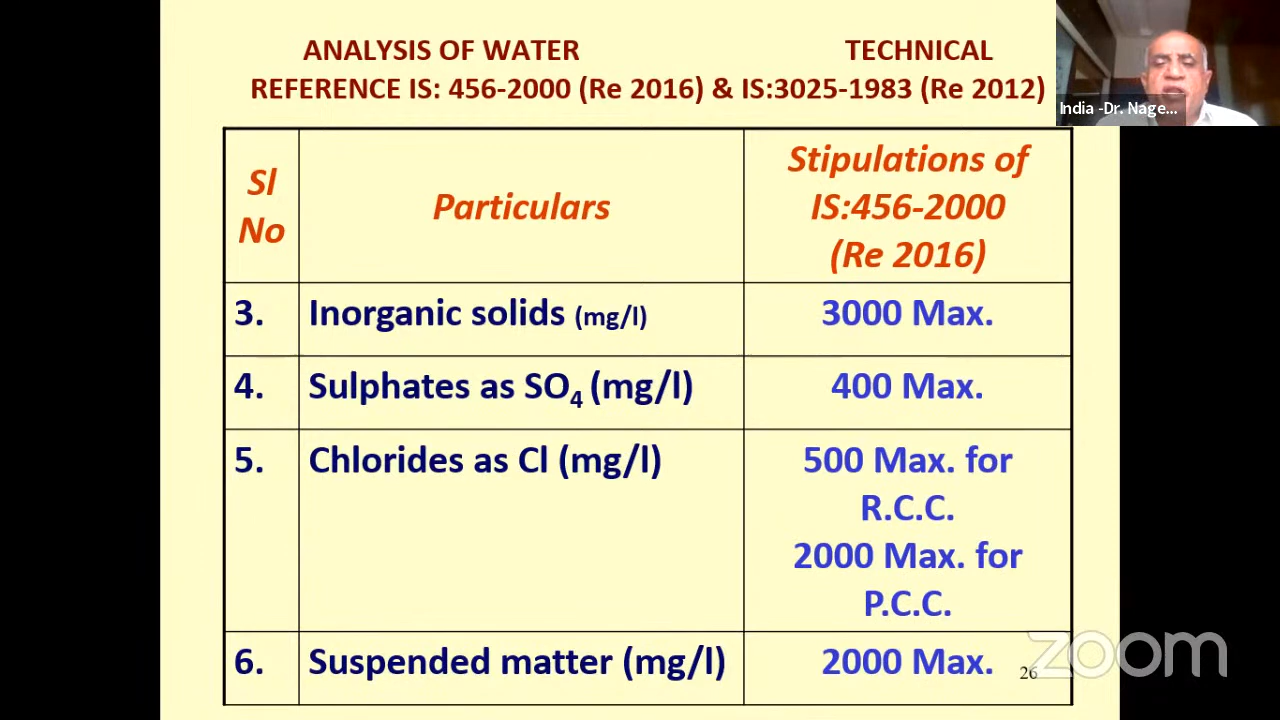 ANALYSIS OF WATER TECHNICAL
REFERENCE IS: 456-2000 (Re 2016) & IS:3025-1983 (Re 2012)
India -Dr. Nage...
Sl No
Particulars
Stipulations of
IS:456-2000
(Re 2016)
3. Inorganic solids (mg/l) 3000 Max.
4. Sulphates as SO4 (mg/l) 400 Max.
5. Chlorides as Cl (mg/l) 500 Max. for
R.C.C.
2000 Max. for
P.C.C.
6. Suspended matter (mg/l) 2000 Max.
26
zoom